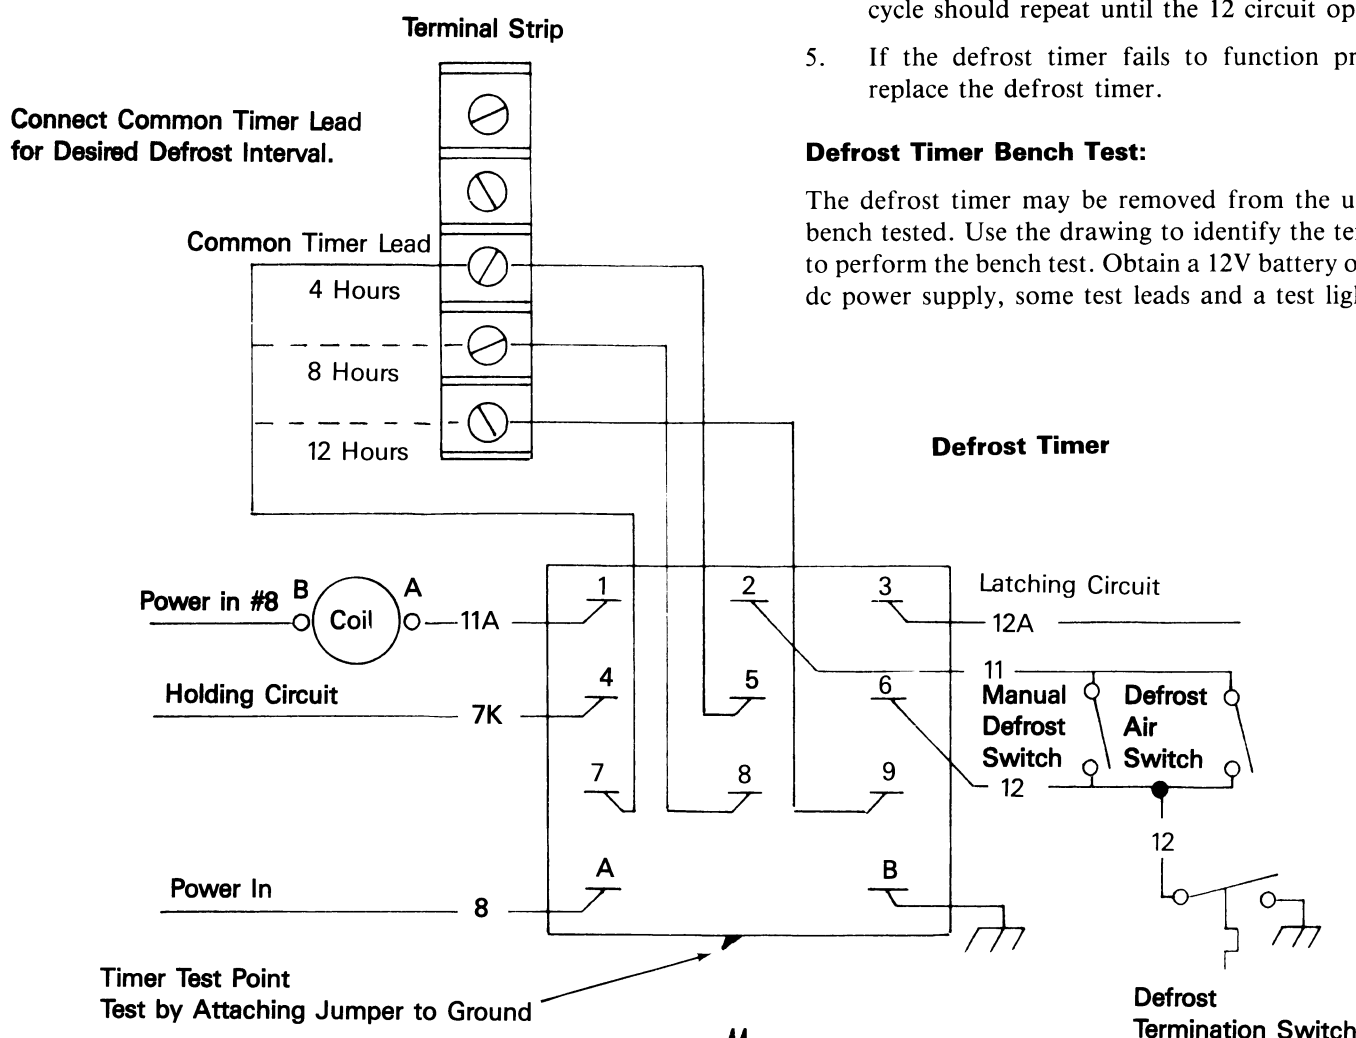 Terminal Strip
cycle should repeat until the 12 circuit op
5. If the defrost timer fails to function pr
replace the defrost timer.
Connect Common Timer Lead
for Desired Defrost Interval.
Defrost Timer Bench Test:
The defrost timer may be removed from the u
bench tested. Use the drawing to identify the te
to perform the bench test. Obtain a 12V battery o
dc power supply, some test leads and a test lig
Common Timer Lead
4 Hours
8 Hours
12 Hours
Defrost Timer
Power in #8 B Coil A 11A 1 2 3 Latching Circuit
12A
11
Holding Circuit 7K 4 5 6
Manual
Defrost
Switch
Defrost
Air
Switch
7 8 9 12
12
Power In 8 A B
Timer Test Point
Test by Attaching Jumper to Ground
Defrost
Termination Switch